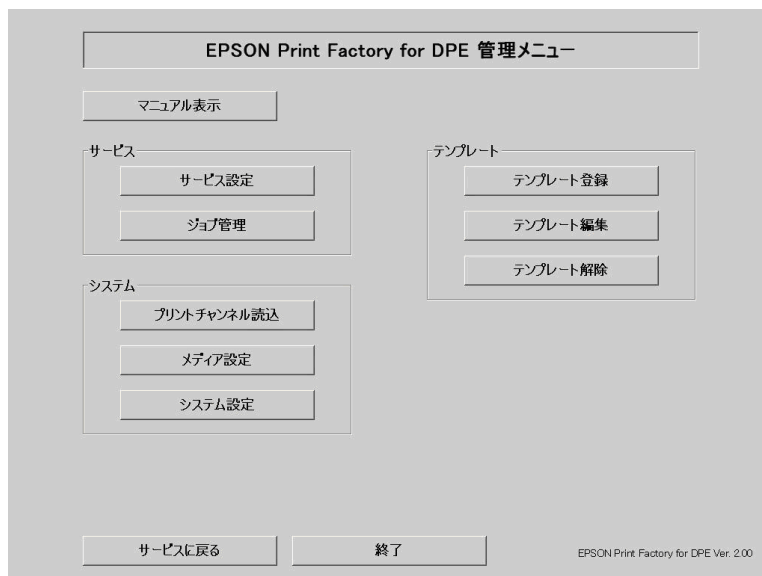 EPSON Print Factory for DPE 管理メニュー
マニュアル表示
サービス
サービス設定
ジョブ管理
システム
プリントチャンネル読込
メディア設定
システム設定
テンプレート
テンプレート登録
テンプレート編集
テンプレート解除
サービスに戻る
終了
EPSON Print Factory for DPE Ver. 2.00